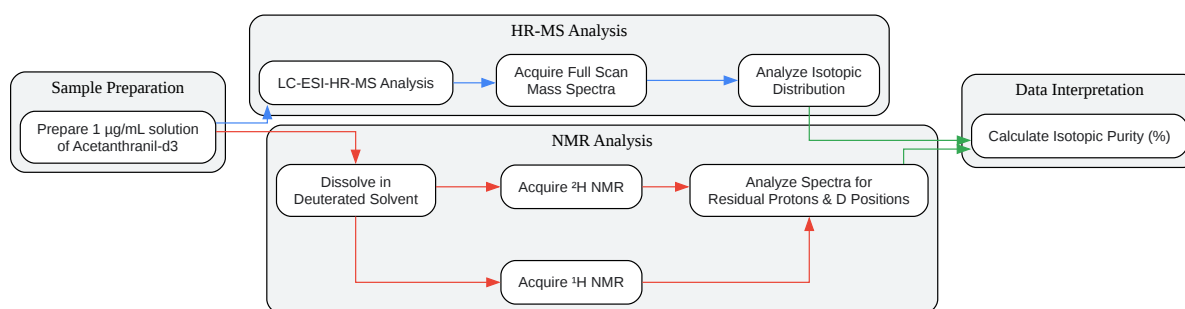 Sample Preparation
Prepare 1 µg/mL solution
of Acetanthranil-d3
HR-MS Analysis
LC-ESI-HR-MS Analysis
Acquire Full Scan
Mass Spectra
Analyze Isotopic
Distribution
NMR Analysis
Dissolve in
Deuterated Solvent
Acquire ²H NMR
Analyze Spectra for
Residual Protons & D Positions
Acquire ¹H NMR
Data Interpretation
Calculate Isotopic Purity (%)